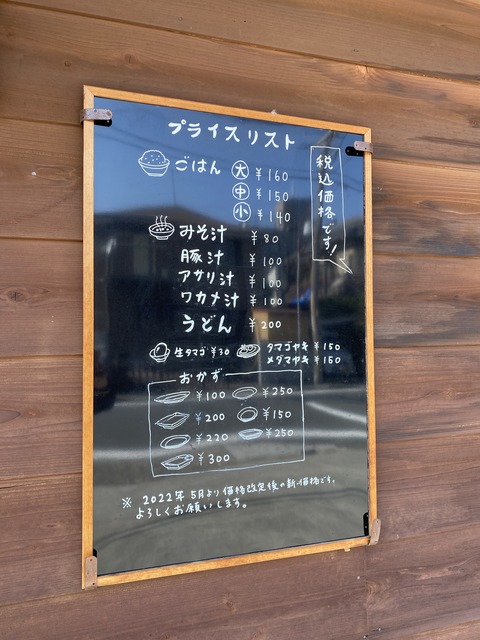 プライスリスト
税込価格です!
ごはん 大 ¥160
中 ¥150
小 ¥140
みそ汁 ¥80
豚汁 ¥100
アサリ汁 ¥100
ワカメ汁 ¥100
うどん ¥200
生タマゴ ¥30 タマゴヤキ ¥150
メダマヤキ ¥150
おかず
¥100 ¥250
¥200 ¥150
¥220 ¥250
¥300
※ 2022年 5月より価格改定後の新価格です。
よろしくお願いします。